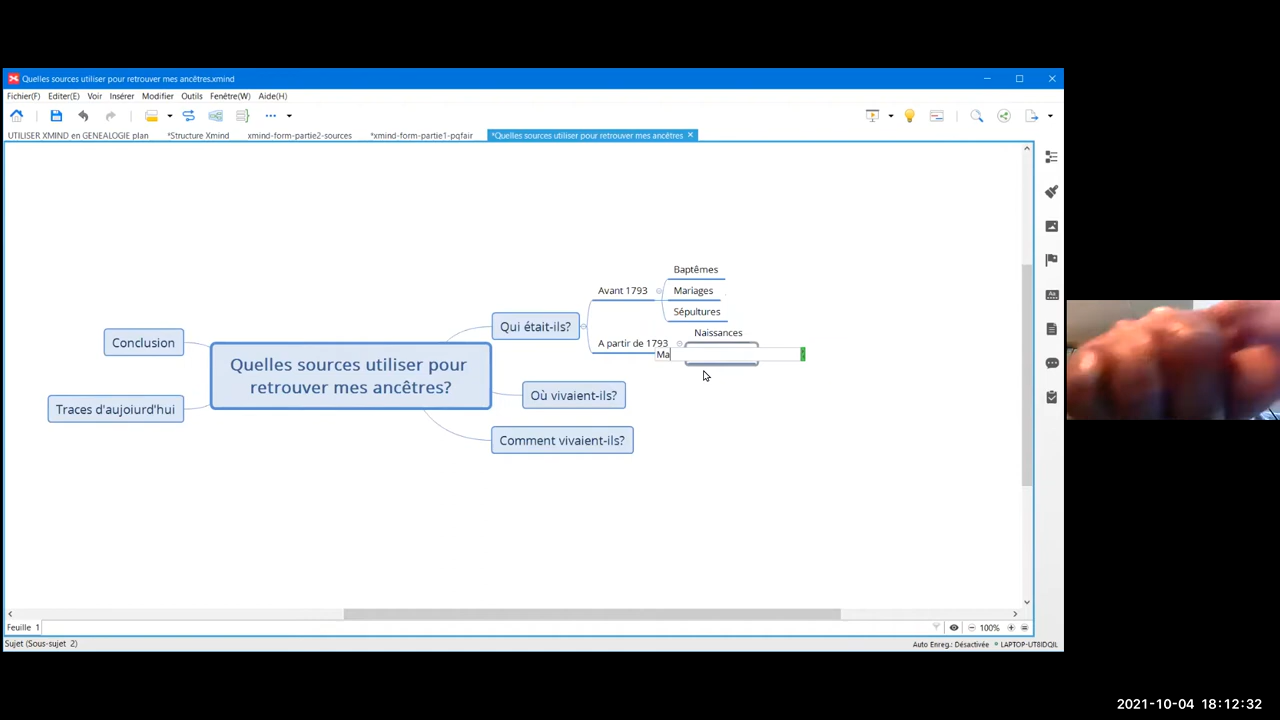 Quelles sources utiliser pour retrouver mes ancêtres.xmind
Fichier(F) Editer(E) Voir Insérer Modifier Outils Fenêtre(W) Aide(H)
UTILISER XMIND en GENEALOGIE plan *Structure Xmind xmind-form-partie2-sources *xmind-form-partie1-pqfair *Quelles sources utiliser pour retrouver mes ancêtres
Baptêmes
Avant 1793
Mariages
Sépultures
Qui était-ils?
Naissances
A partir de 1793
Ma
Conclusion
Quelles sources utiliser pour
retrouver mes ancêtres?
Où vivaient-ils?
Traces d'aujoiurd'hui
Comment vivaient-ils?
Feuille 1
100%
Sujet (Sous-sujet 2)
Auto Enreg.: Désactivée
LAPTOP-UT8IDQIL
2021-10-04 18:12:32